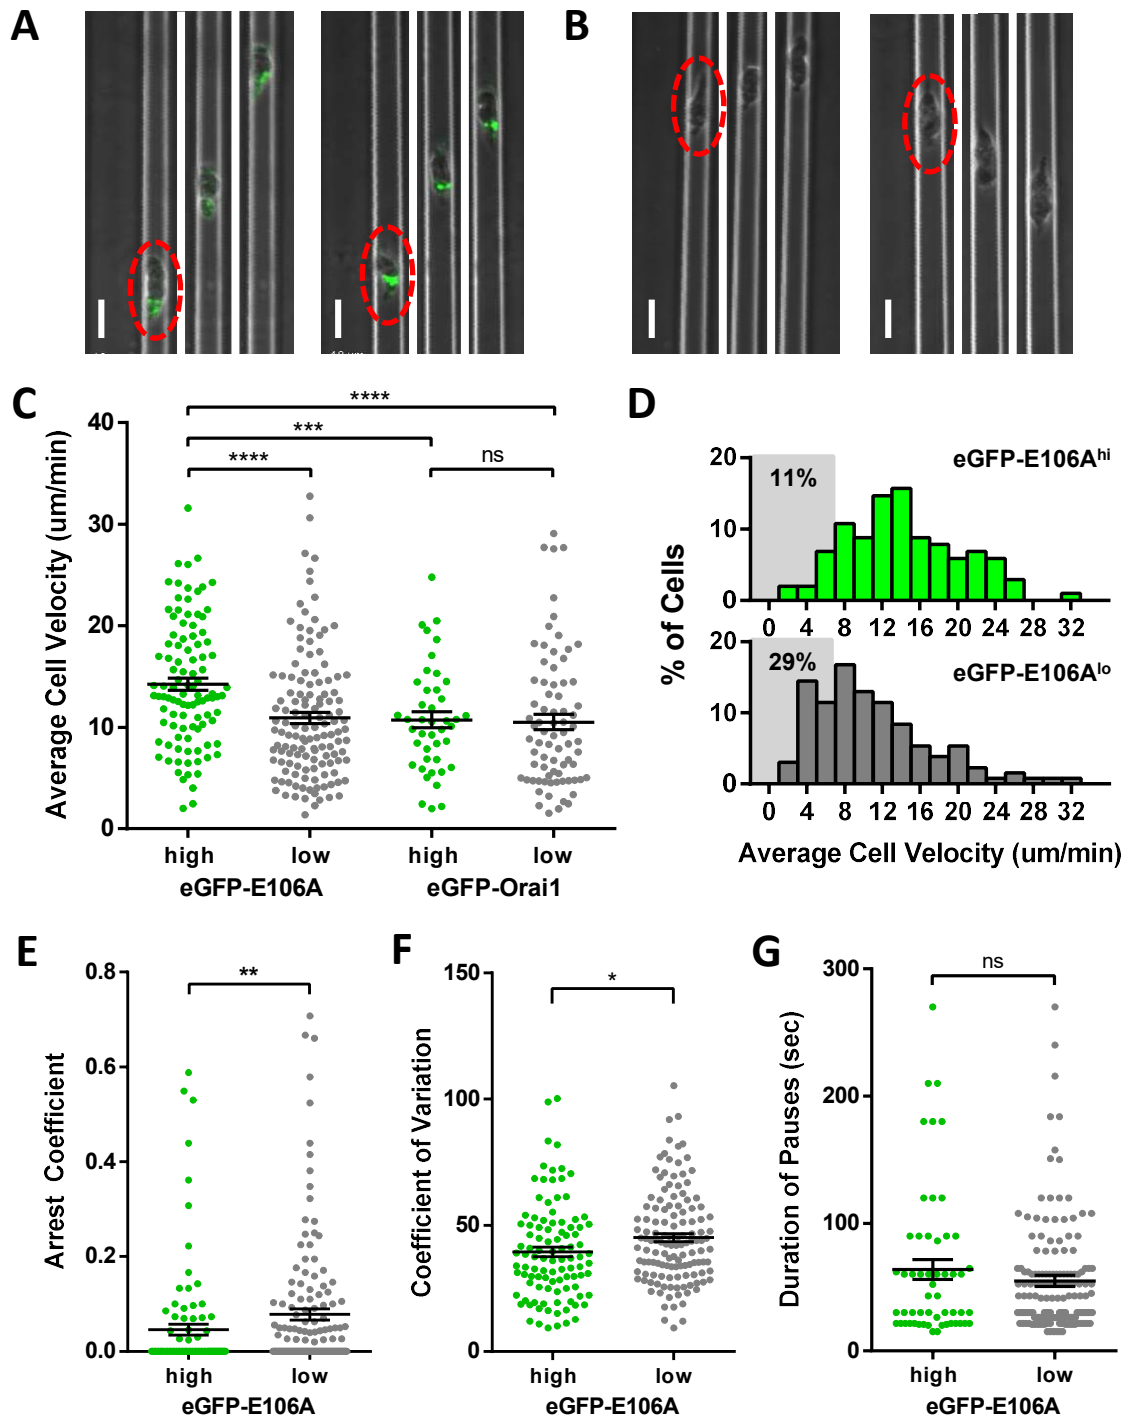 A
B
C
Average Cell Velocity (um/min)
40
30
20
10
0
****
***
****
ns
high
low
high
low
eGFP-E106A
eGFP-Orai1
D
% of Cells
20
10
0
11%
eGFP-E106Aʰⁱ
0 4 8 12 16 20 24 28 32
20
10
0
29%
eGFP-E106Aˡᵒ
0 4 8 12 16 20 24 28 32
Average Cell Velocity (um/min)
E
Arrest Coefficient
0.8
0.6
0.4
0.2
0.0
**
high
low
eGFP-E106A
F
Coefficient of Variation
150
100
50
0
*
high
low
eGFP-E106A
G
Duration of Pauses (sec)
300
200
100
0
ns
high
low
eGFP-E106A